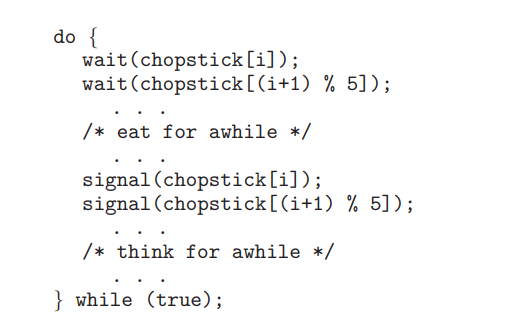 do {
wait(chopstick[i]);
wait(chopstick[(i+1) % 5]);
. . .
/* eat for awhile */
. . .
signal(chopstick[i]);
signal(chopstick[(i+1) % 5]);
. . .
/* think for awhile */
. . .
} while (true);